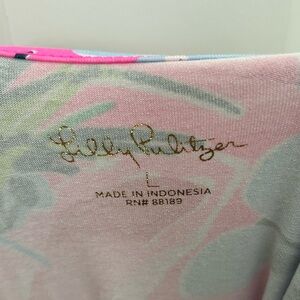 Lilly Pulitzer
L
MADE IN INDONESIA
RN# 88189